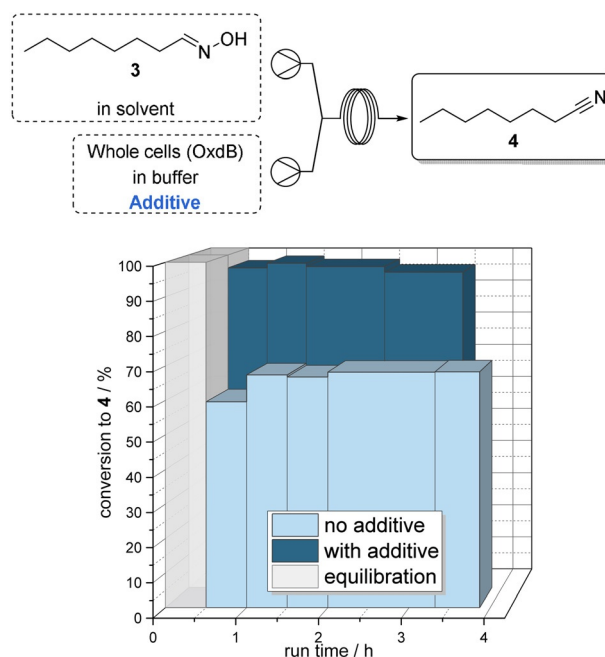 N
OH
3
in solvent
Whole cells (OxdB)
in buffer
Additive
N
4
100
90
80
70
60
50
40
30
20
10
0
conversion to 4 / %
no additive
with additive
equilibration
0 1 2 3 4
run time / h